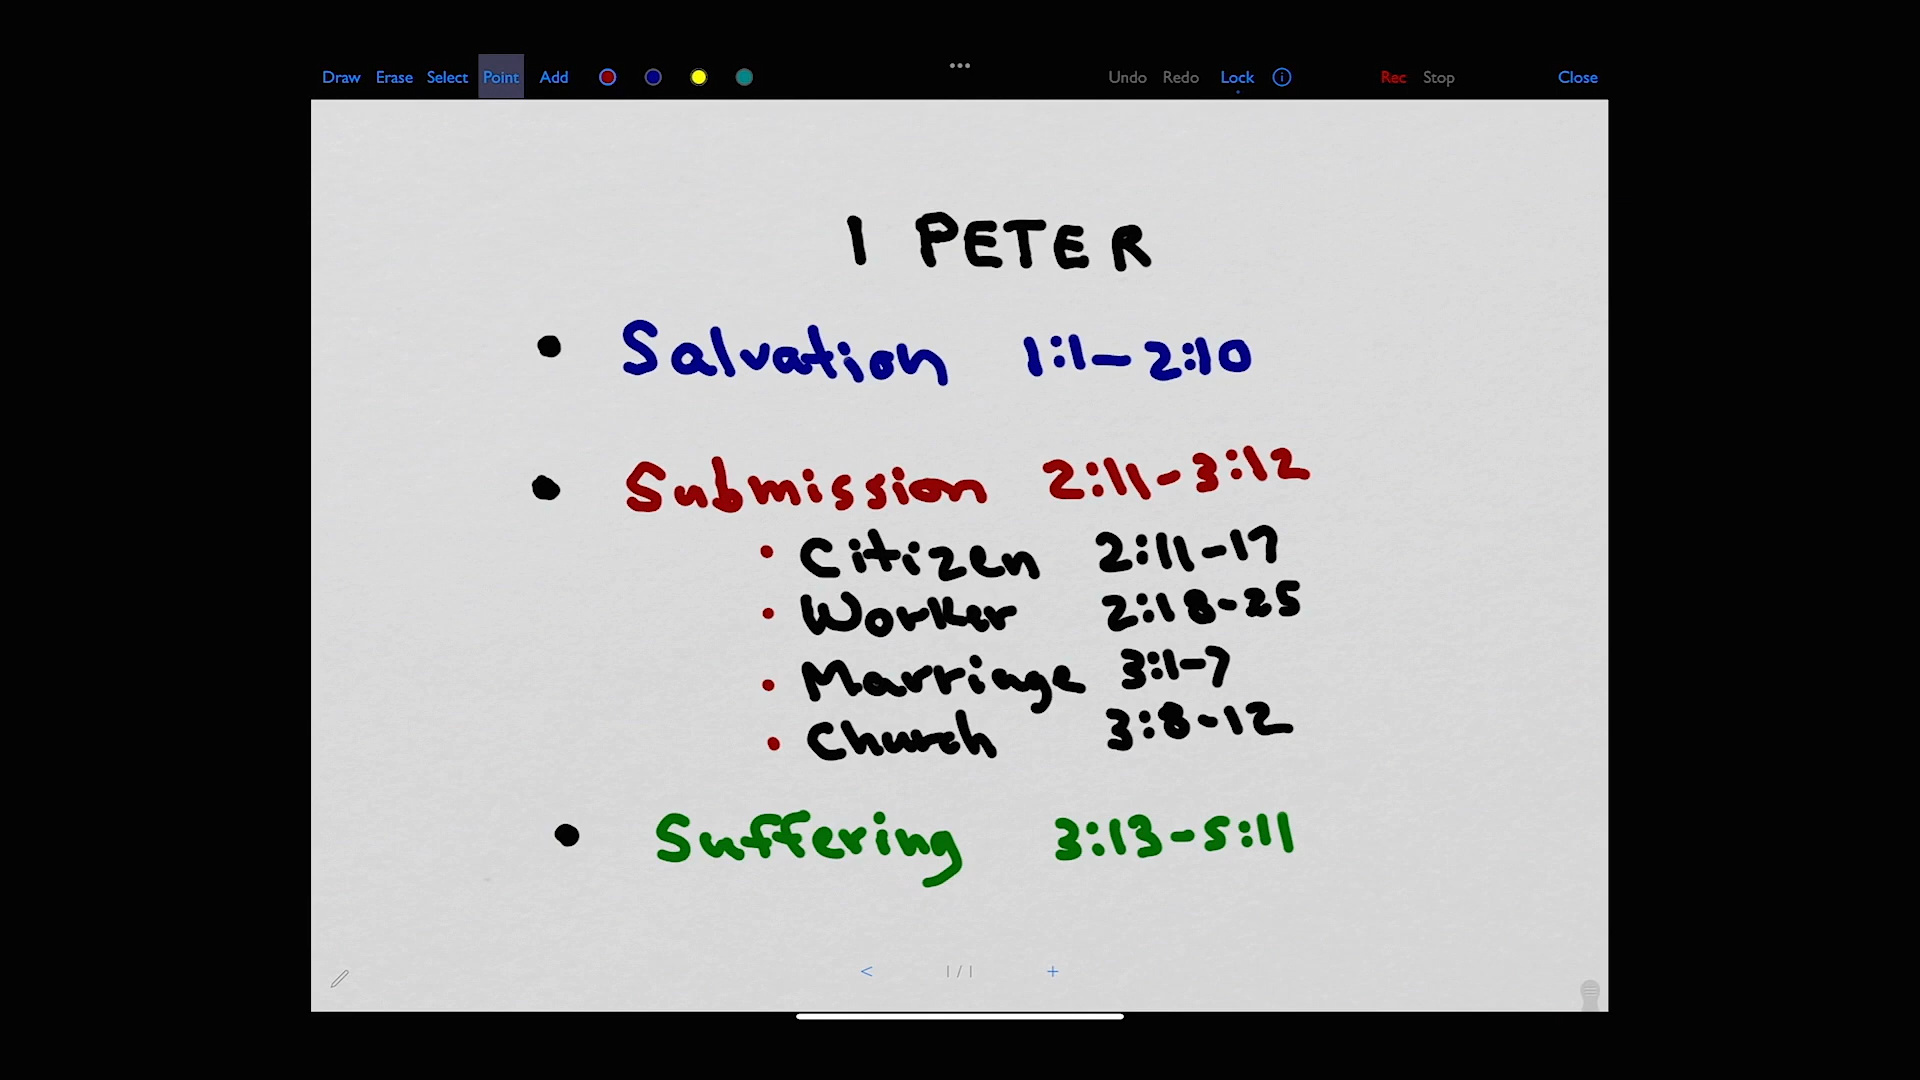 Draw Erase Select Point Add Undo Redo Lock Rec Stop Close
1 PETER
• Salvation 1:1-2:10
• Submission 2:11-3:12
• Citizen 2:11-17
• Worker 2:18-25
• Marriage 3:1-7
• Church 3:8-12
• Suffering 3:13-5:11
< 1/1 +